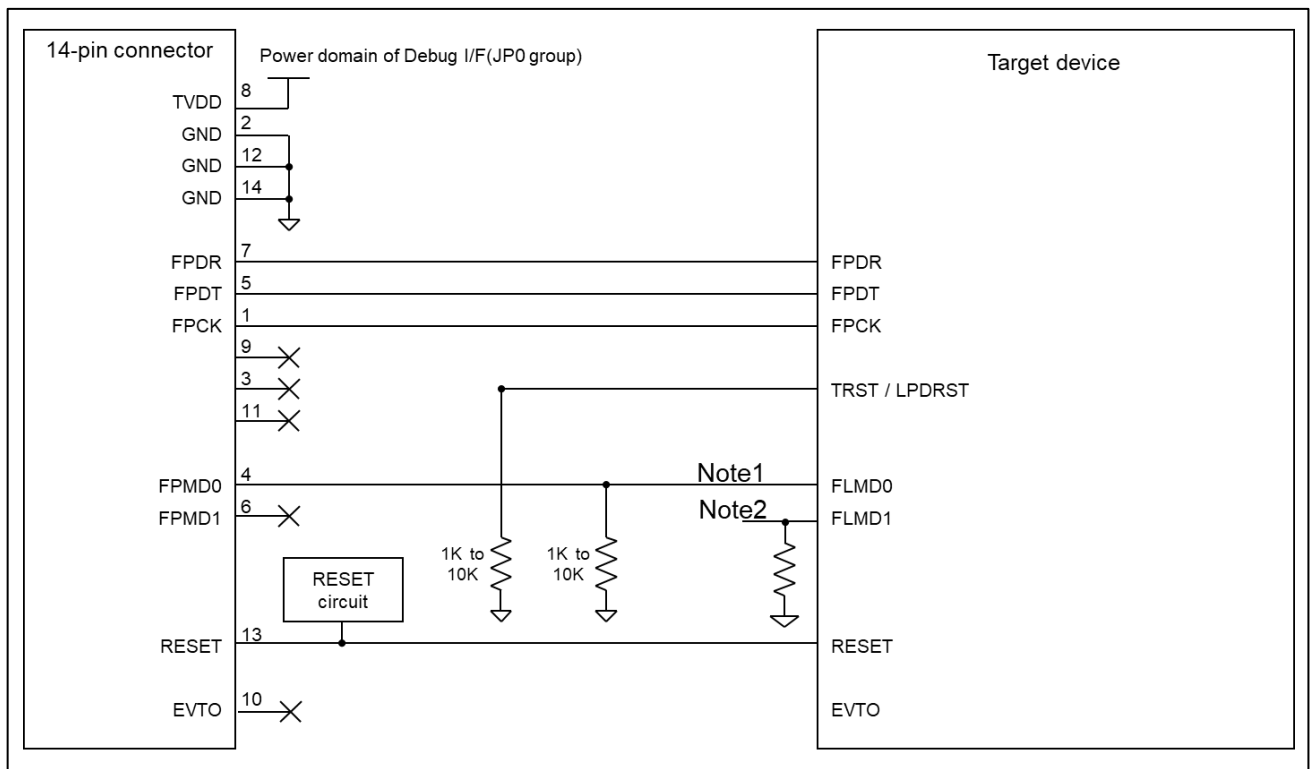 14-pin connector
Power domain of Debug I/F(JP0 group)
Target device
TVDD 8
GND 2
GND 12
GND 14
FPDR 7 FPDR
FPDT 5 FPDT
FPCK 1 FPCK
9
3 TRST / LPDRST
11
FPMD0 4 Note1 FLMD0
FPMD1 6 Note2 FLMD1
1K to
10K
1K to
10K
RESET
circuit
RESET 13 RESET
EVTO 10 EVTO